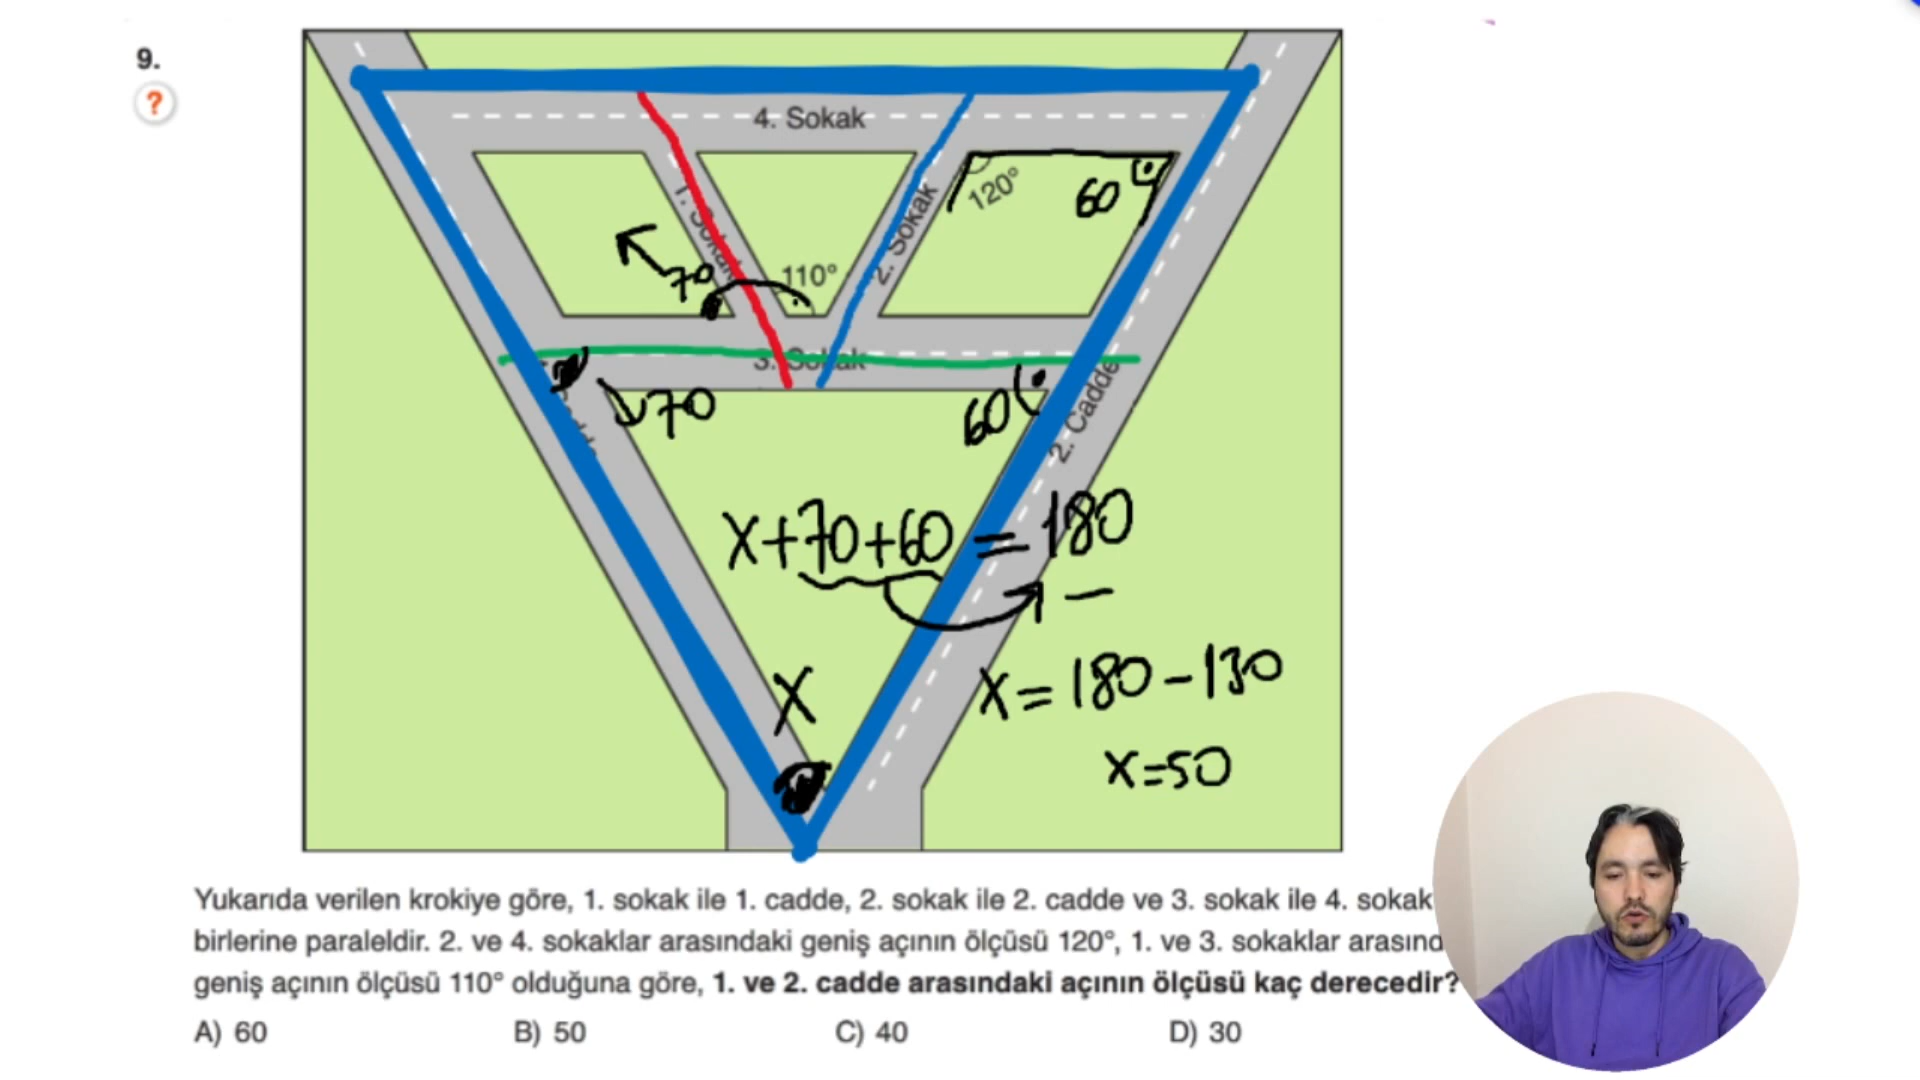 9.
?
4. Sokak
1. Sokak
2. Sokak
120°
60
110°
70
3. Sokak
70
60
2. Cadde
x+70+60=180
-
x=180-130
x
x=50
Yukarıda verilen krokiye göre, 1. sokak ile 1. cadde, 2. sokak ile 2. cadde ve 3. sokak ile 4. sokak
birlerine paraleldir. 2. ve 4. sokaklar arasındaki geniş açının ölçüsü 120°, 1. ve 3. sokaklar
geniş açının ölçüsü 110° olduğuna göre, 1. ve 2. cadde arasındaki açının ölçüsü kaç derecedir?
A) 60 B) 50 C) 40 D) 30